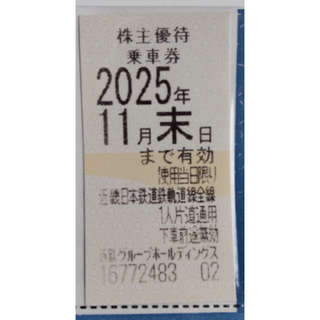 株主優待
乗車券
2025年
11月末日
まで有効
使用当日限り
近畿日本鉄道鉄軌道線全線
1人片道通用
下車前途無効
近鉄グループホールディングス
16772483 02